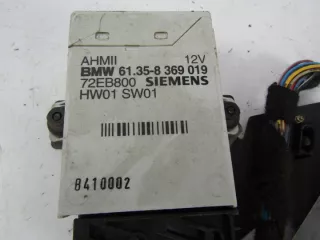 AHMII 12V
BMW 61.35-8 369 019
72EB800 SIEMENS
HW01 SW01
8410002